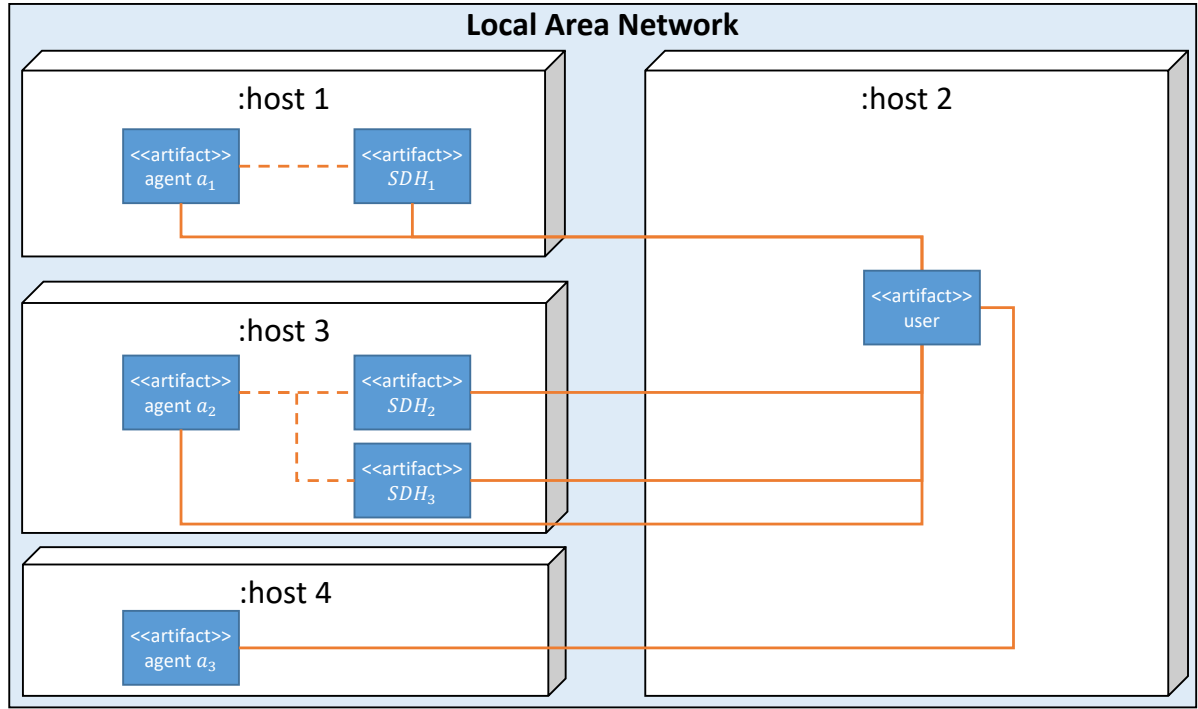 Local Area Network
:host 1
<<artifact>>
agent a₁
<<artifact>>
SDH₁
:host 2
<<artifact>>
user
:host 3
<<artifact>>
agent a₂
<<artifact>>
SDH₂
<<artifact>>
SDH₃
:host 4
<<artifact>>
agent a₃